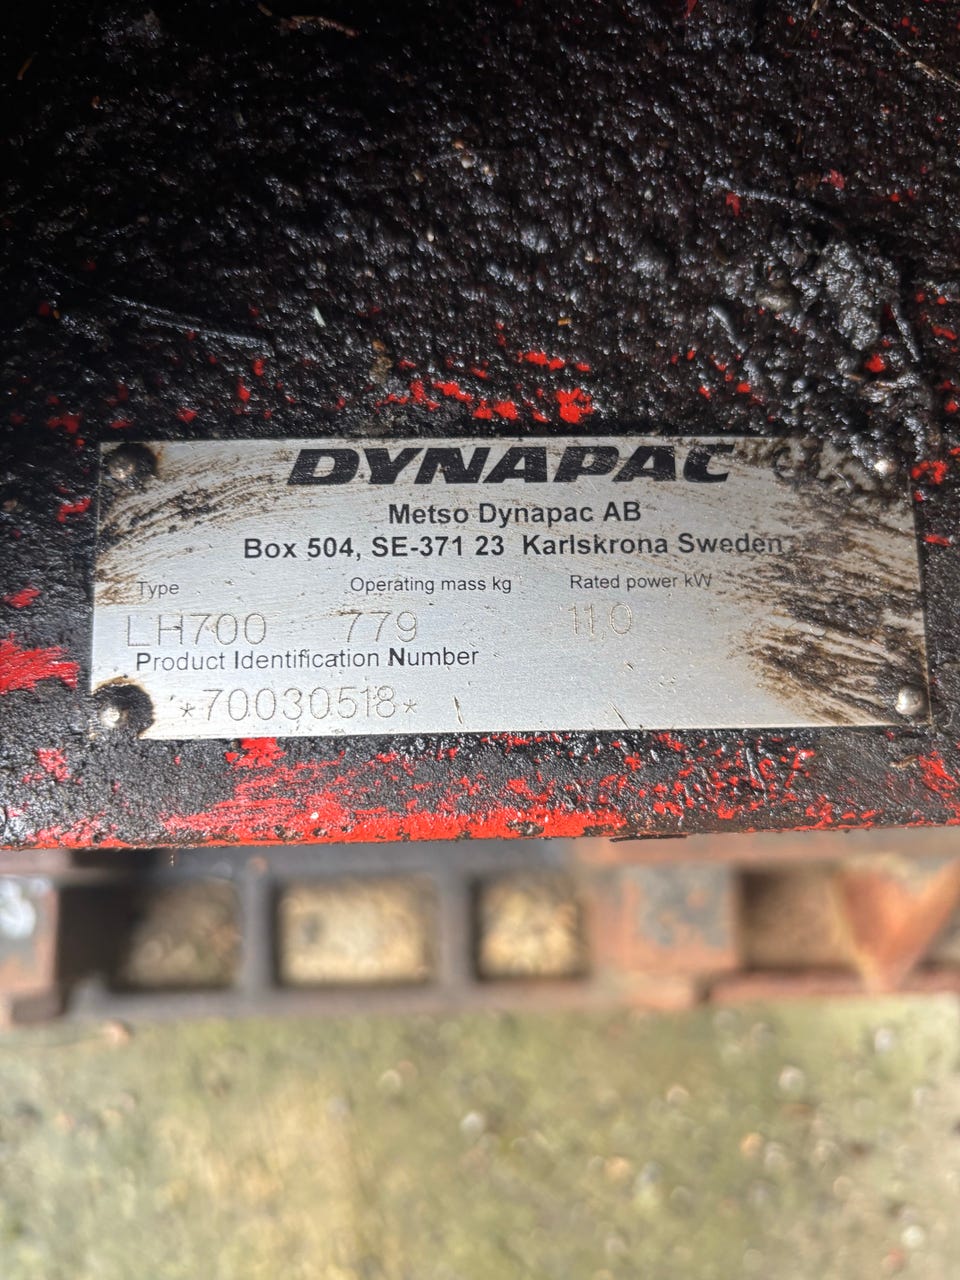 DYNAPAC
Metso Dynapac AB
Box 504, SE-371 23 Karlskrona Sweden
Type Operating mass kg Rated power kW
LH700 779 11,0
Product Identification Number
*70030518*